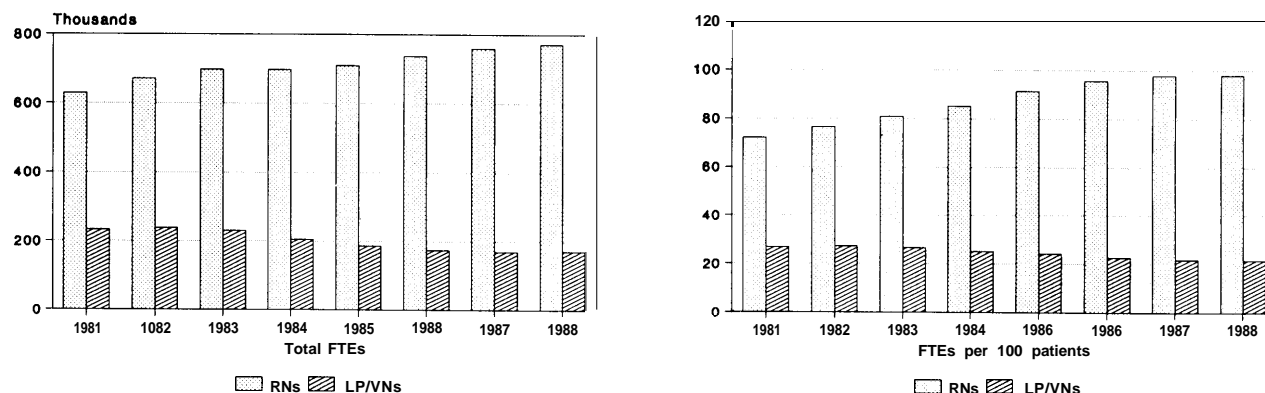 Thousands
800
600
400
200
0
1981 1082 1983 1984 1985 1988 1987 1988
Total FTEs
RNs LP/VNs
120
100
80
60
40
20
0
1981 1982 1983 1984 1986 1986 1987 1988
FTEs per 100 patients
RNs LP/VNs